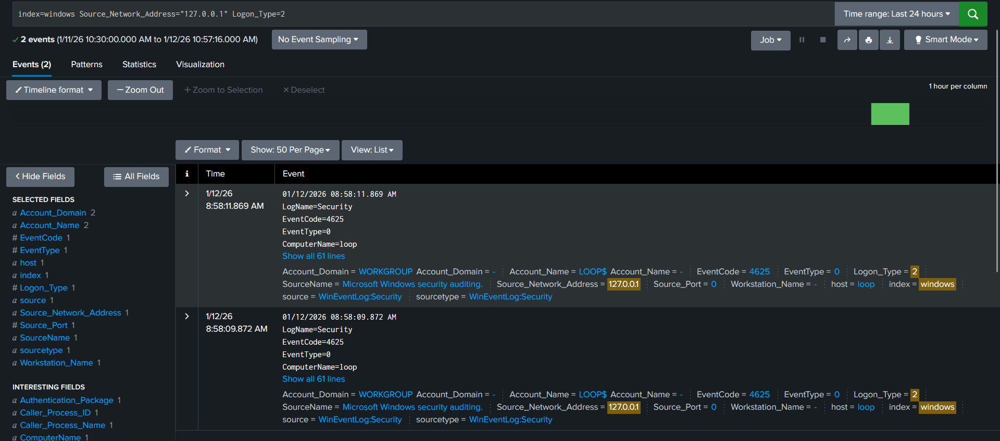 index=windows Source_Network_Address="127.0.0.1" Logon_Type=2
Time range: Last 24 hours
2 events (1/11/26 10:30:00.000 AM to 1/12/26 10:57:16.000 AM)
No Event Sampling
Job
Smart Mode
Events (2) Patterns Statistics Visualization
Timeline format
Zoom Out
Zoom to Selection
Deselect
1 hour per column
Format
Show: 50 Per Page
View: List
Hide Fields
All Fields
i Time Event
SELECTED FIELDS
a Account_Domain 2
a Account_Name 2
# EventCode 1
# EventType 1
a host 1
a index 1
# Logon_Type 1
a source 1
a Source_Network_Address 1
# Source_Port 1
a SourceName 1
a sourcetype 1
a Workstation_Name 1
INTERESTING FIELDS
a Authentication_Package 1
a Caller_Process_ID 1
a Caller_Process_Name 1
a ComputerName 1
1/12/26
8:58:11.869 AM
01/12/2026 08:58:11.869 AM
LogName=Security
EventCode=4625
EventType=0
ComputerName=loop
Show all 61 lines
Account_Domain = WORKGROUP Account_Domain = - Account_Name = LOOP$ Account_Name = - EventCode = 4625 EventType = 0 Logon_Type = 2
SourceName = Microsoft Windows security auditing. Source_Network_Address = 127.0.0.1 Source_Port = 0 Workstation_Name = - host = loop index = windows
source = WinEventLog:Security sourcetype = WinEventLog:Security
1/12/26
8:58:09.872 AM
01/12/2026 08:58:09.872 AM
LogName=Security
EventCode=4625
EventType=0
ComputerName=loop
Show all 61 lines
Account_Domain = WORKGROUP Account_Domain = - Account_Name = LOOP$ Account_Name = - EventCode = 4625 EventType = 0 Logon_Type = 2
SourceName = Microsoft Windows security auditing. Source_Network_Address = 127.0.0.1 Source_Port = 0 Workstation_Name = - host = loop index = windows
source = WinEventLog:Security sourcetype = WinEventLog:Security